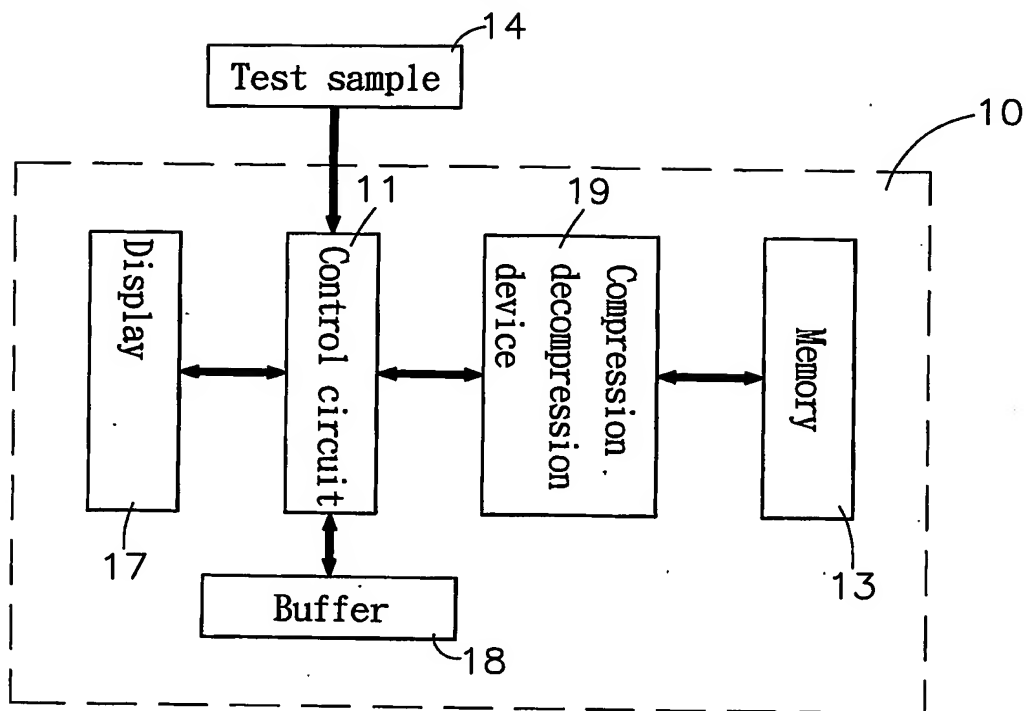 14
Test sample
10
11
19
Display
Control circuit
Compression
decompression
device
Memory
17
13
Buffer
18